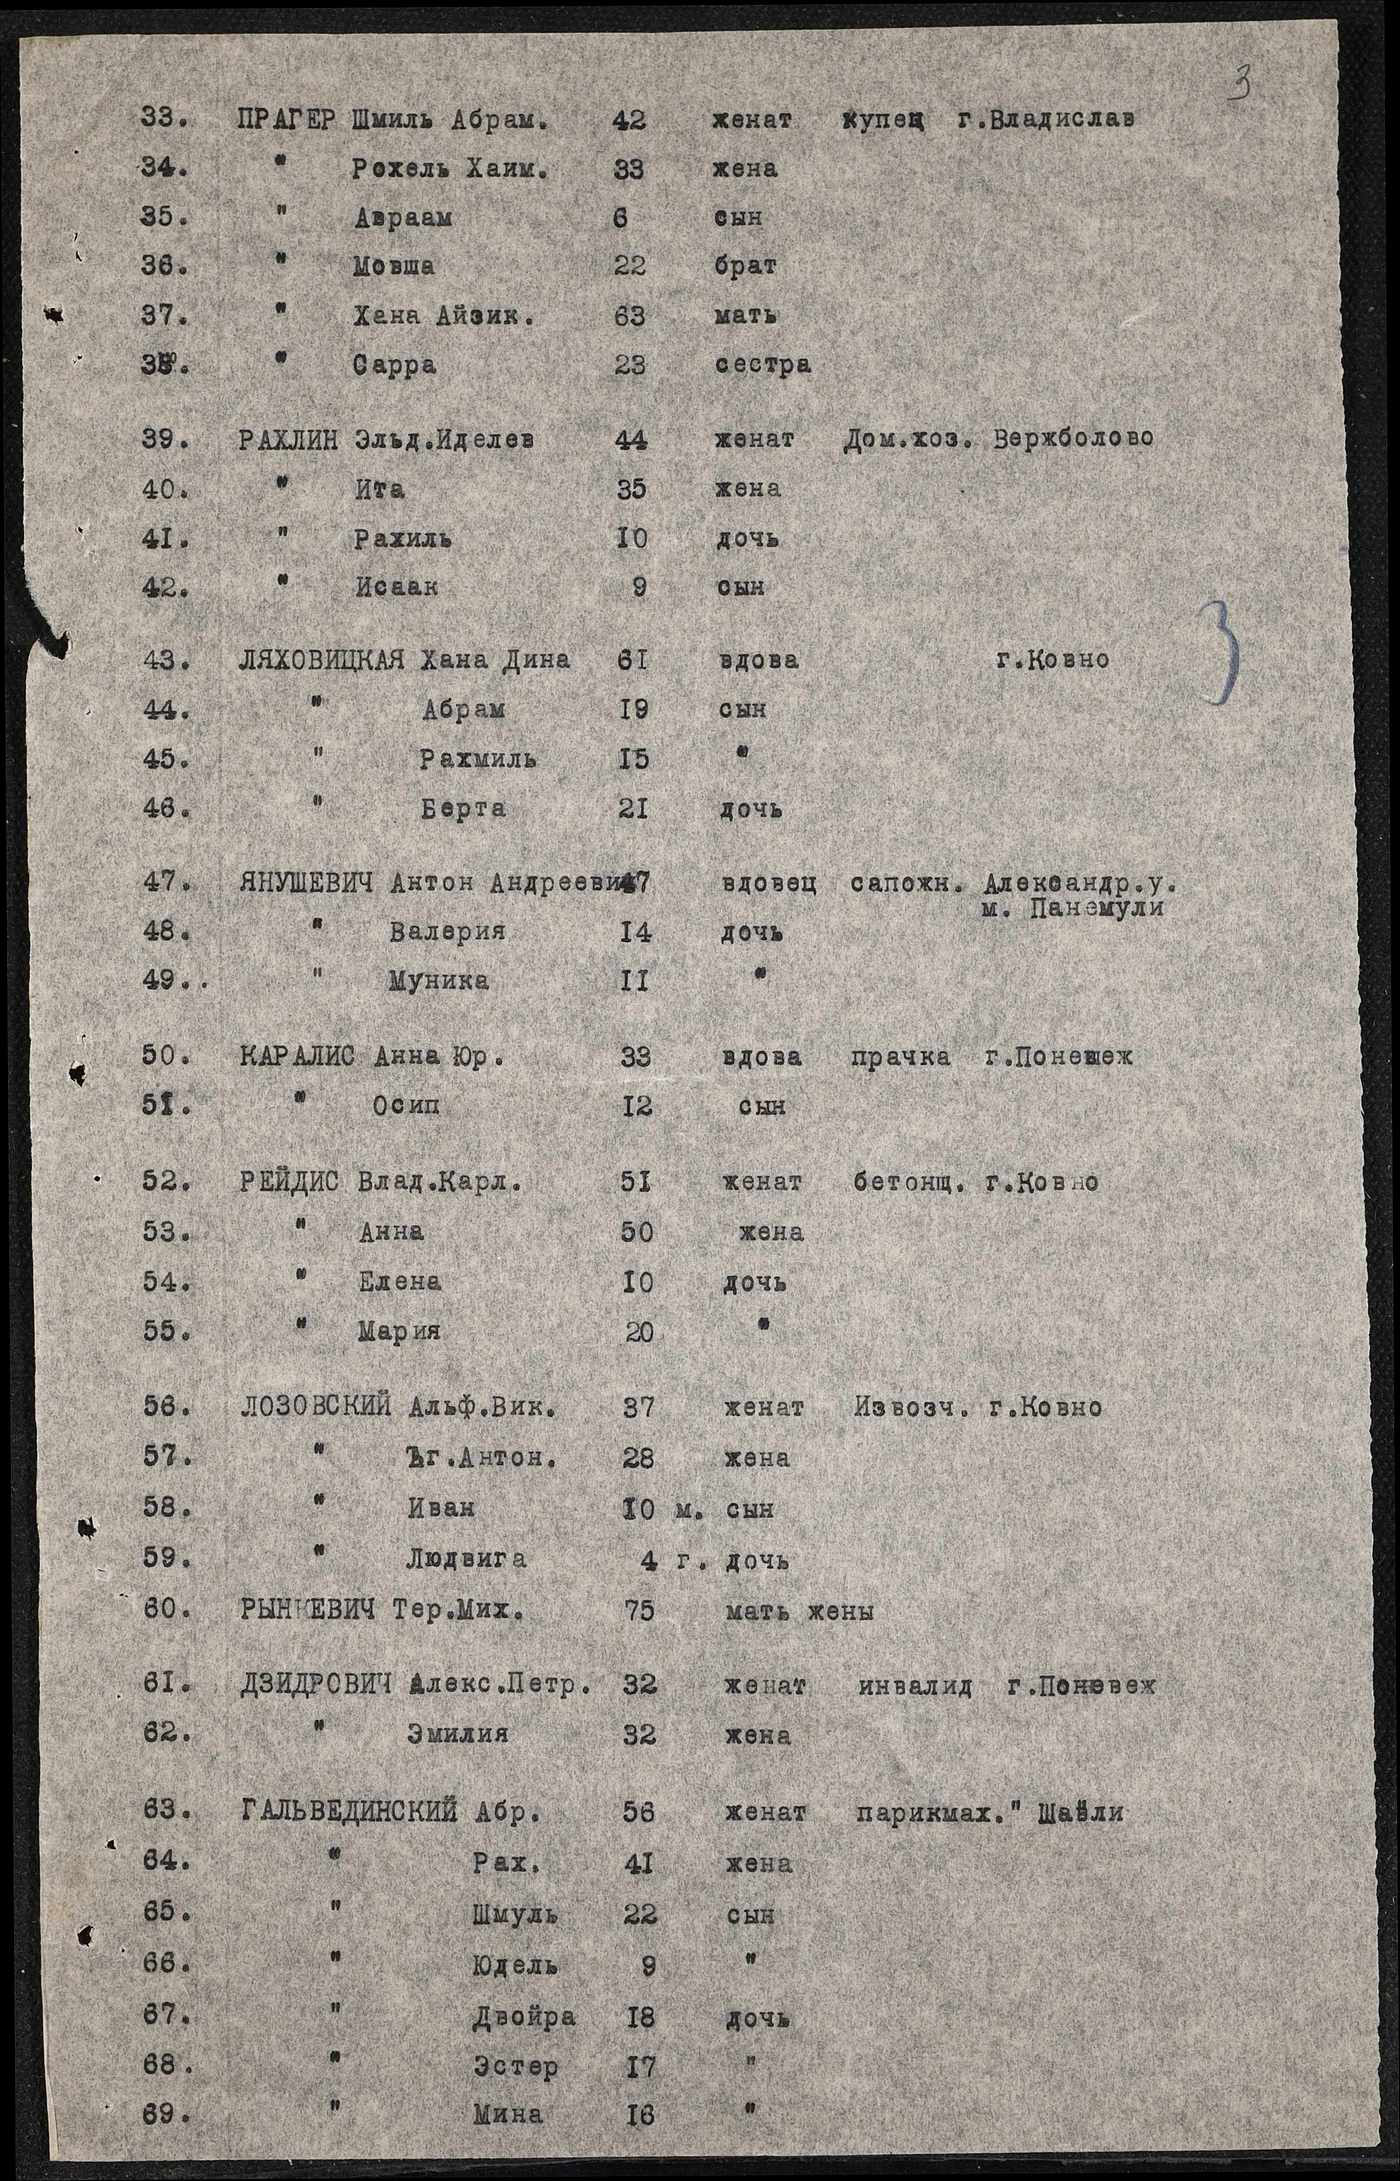 3
33. ПРАГЕР Шмиль Абрам. 42 женат купец г.Владислав
34. " Рохель Хаим. 33 жена
35. " Авраам 6 сын
36. " Мовша 22 брат
37. " Хана Айзик. 63 мать
38. " Сарра 23 сестра
39. РАХЛИН Эльд.Иделев 44 женат Дом.хоз. Вержболово
40. " Ита 35 жена
41. " Рахиль 10 дочь
42. " Исаак 9 сын
43. ЛЯХОВИЦКАЯ Хана Дина 61 вдова г.Ковно
44. " Абрам 19 сын
45. " Рахмиль 15 "
46. " Берта 21 дочь
47. ЯНУШЕВИЧ Антон Андреевич 47 вдовец сапожн. Александр.у.
м. Панемули
48. " Валерия 14 дочь
49.. " Муника 11 "
50. КАРАЛИС Анна Юр. 33 вдова прачка г.Понешеж
51. " Осип 12 сын
52. РЕЙДИС Влад.Карл. 51 женат бетонщ. г.Ковно
53. " Анна 50 жена
54. " Елена 10 дочь
55. " Мария 20 "
56. ЛОЗОВСКИЙ Альф.Вик. 37 женат Извозч. г.Ковно
57. " Антон. 28 жена
58. " Иван 10 м. сын
59. " Людвига 4 г. дочь
60. РЫНКЕВИЧ Тер.Мих. 75 мать жены
61. ДЗИДРОВИЧ Алекс.Петр. 32 женат инвалид г.Поневеж
62. " Эмилия 32 жена
63. ГАЛЬВЕДИНСКИЙ Абр. 56 женат парикмах." Шавли
64. " Рах. 41 жена
65. " Шмуль 22 сын
66. " Юдель 9 "
67. " Двойра 18 дочь
68. " Эстер 17 "
69. " Мина 16 "
3